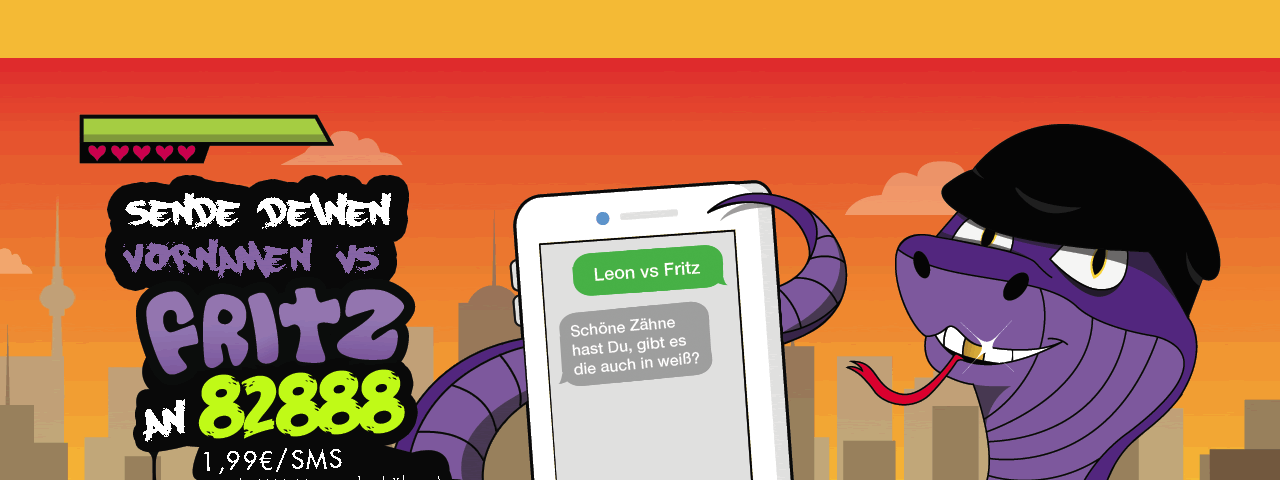 SENDE DEINEN
VORNAMEN VS
FRITZ
AN 82888
1,99€/SMS
Leon vs Fritz
Schöne Zähne
hast Du, gibt es
die auch in weiß?